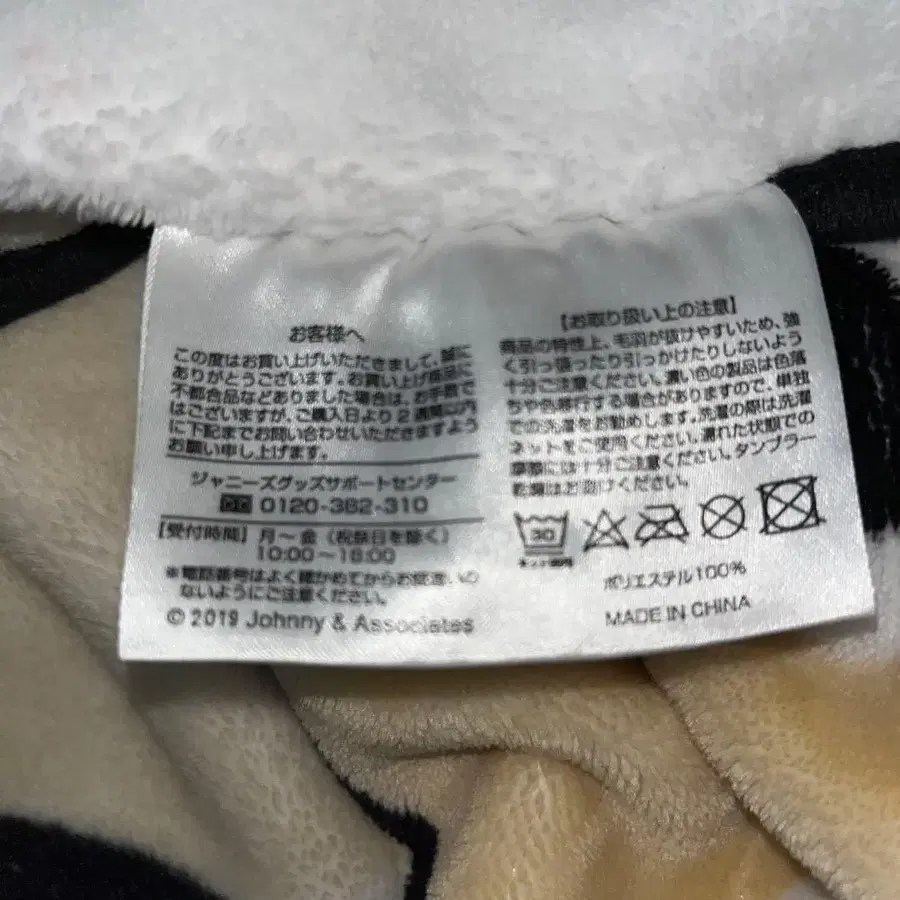 お客様へ
この度はお買い上げいただきまして、誠に
ありがとうございます。お買い上げ商品に
不都合品などありました場合は、お手数で
はございますが、ご購入日より2週間以内
に下記までお問い合わせいただきますよう
お願い申し上げます。
ジャニーズグッズサポートセンター
0120-382-310
【受付時間】月～金（祝祭日を除く）
10:00～18:00
※電話番号はよく確かめてからお間違いの
ないようにご注意ください。
© 2019 Johnny & Associates
【お取り扱い上の注意】
商品の特性上、毛羽が抜けやすいため、強
く引っ張ったり引っかけたりしないよう
十分ご注意ください。濃い色の製品は色落
ちや色移行する場合がありますので、単独
での洗濯をお勧めします。洗濯の際は洗濯
ネットをご使用ください。濡れた状態での
摩擦には十分ご注意ください。タンブラー
乾燥はお避けください。
30
ネット使用
ポリエステル100%
MADE IN CHINA